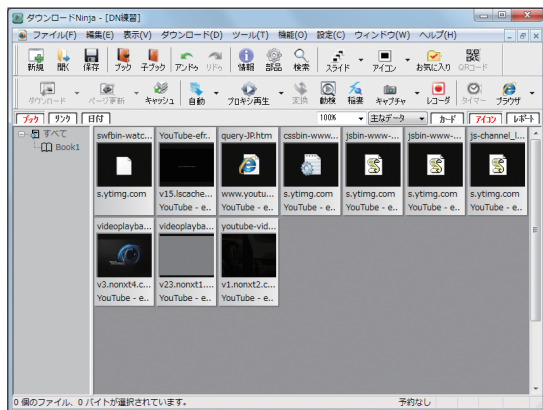 ダウンロードNinja - [DN練習]
ファイル(F) 編集(E) 表示(V) ダウンロード(D) ツール(T) 機能(O) 設定(C) ウィンドウ(W) ヘルプ(H)
新規 開く 保存 ブック 子ブック アンドゥ リドゥ 情報 部品 検索 スライド アイコン お気に入り QRコード
ダウンロード ページ更新 キャッシュ 自動 プロキシ再生 変換 動検 稲妻 キャプチャ レコーダ タイマー ブラウザ
100% 主なデータ カード アイコン レポート
ブック リンク 日付
すべて
Book1
swfbin-watc... YouTube-efr.. query-JP.htm cssbin-www... jsbin-www-... jsbin-www-... js-channel_l...
s.ytimg.com v15.lscache... www.youtu... s.ytimg.com s.ytimg.com s.ytimg.com s.ytimg.com
YouTube - e.. YouTube - e.. YouTube - e.. YouTube - e.. YouTube - e.. YouTube - e..
videoplayba... videoplayba... youtube-vid...
v3.nonxt4.c... v23.nonxt1.... v1.nonxt2.c...
YouTube - e.. YouTube - e.. YouTube - e..
0 個のファイル、0 バイトが選択されています。 予約なし